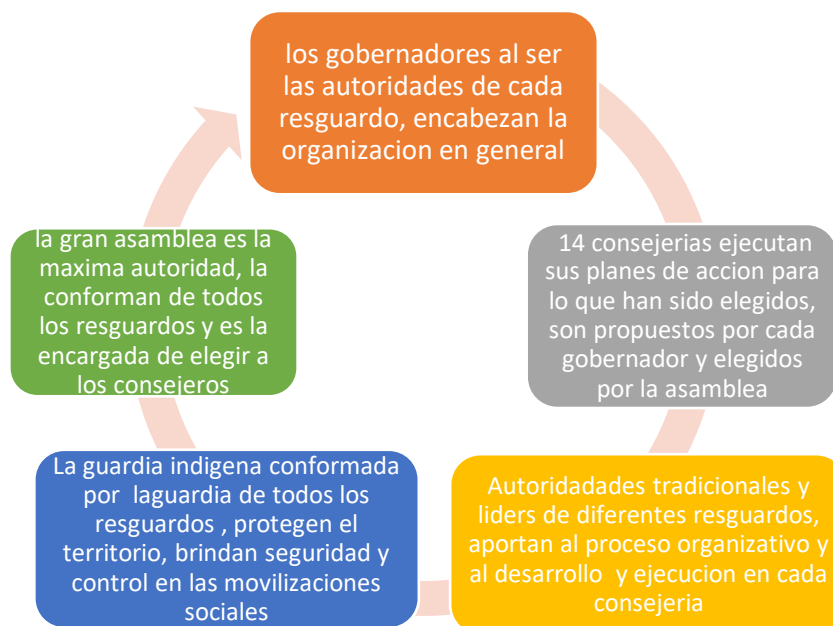 los gobernadores al ser
las autoridades de cada
resguardo, encabezan la
organizacion en general
14 consejerias ejecutan
sus planes de accion para
lo que han sido elegidos,
son propuestos por cada
gobernador y elegidos
por la asamblea
Autoridadades tradicionales y
liders de diferentes resguardos,
aportan al proceso organizativo y
al desarrollo y ejecucion en cada
consejeria
La guardia indigena conformada
por laguardia de todos los
resguardos , protegen el
territorio, brindan seguridad y
control en las movilizaciones
sociales
la gran asamblea es la
maxima autoridad, la
conforman de todos
los resguardos y es la
encargada de elegir a
los consejeros